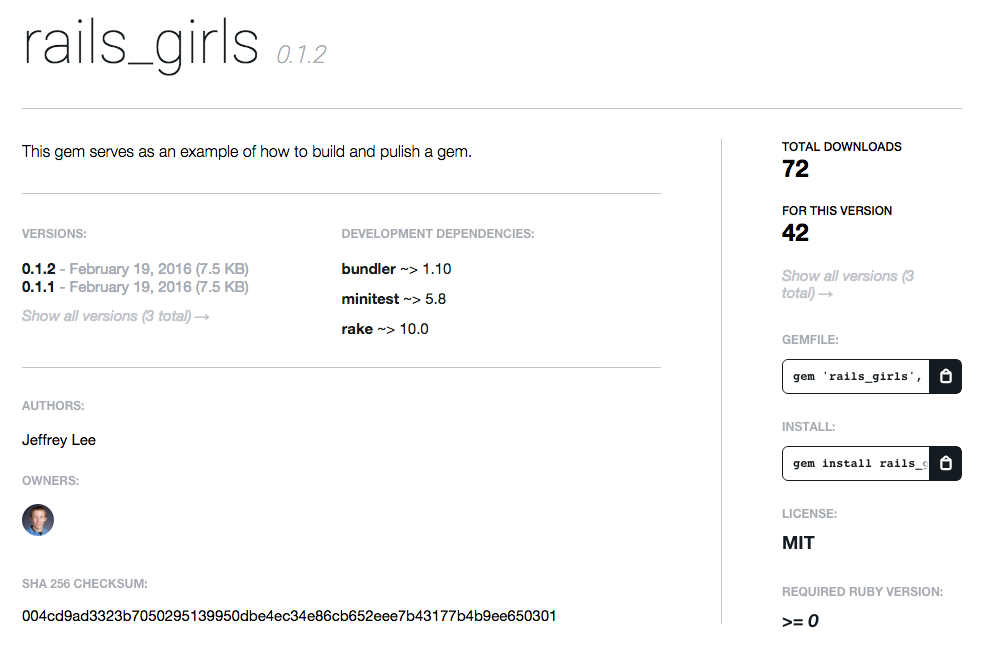 rails_girls 0.1.2
This gem serves as an example of how to build and pulish a gem.
VERSIONS:
0.1.2 - February 19, 2016 (7.5 KB)
0.1.1 - February 19, 2016 (7.5 KB)
Show all versions (3 total) →
DEVELOPMENT DEPENDENCIES:
bundler ~> 1.10
minitest ~> 5.8
rake ~> 10.0
AUTHORS:
Jeffrey Lee
OWNERS:
SHA 256 CHECKSUM:
004cd9ad3323b7050295139950dbe4ec34e86cb652eee7b43177b4b9ee650301
TOTAL DOWNLOADS
72
FOR THIS VERSION
42
Show all versions (3
total) →
GEMFILE:
gem 'rails_girls',
INSTALL:
gem install rails_g
LICENSE:
MIT
REQUIRED RUBY VERSION:
>= 0